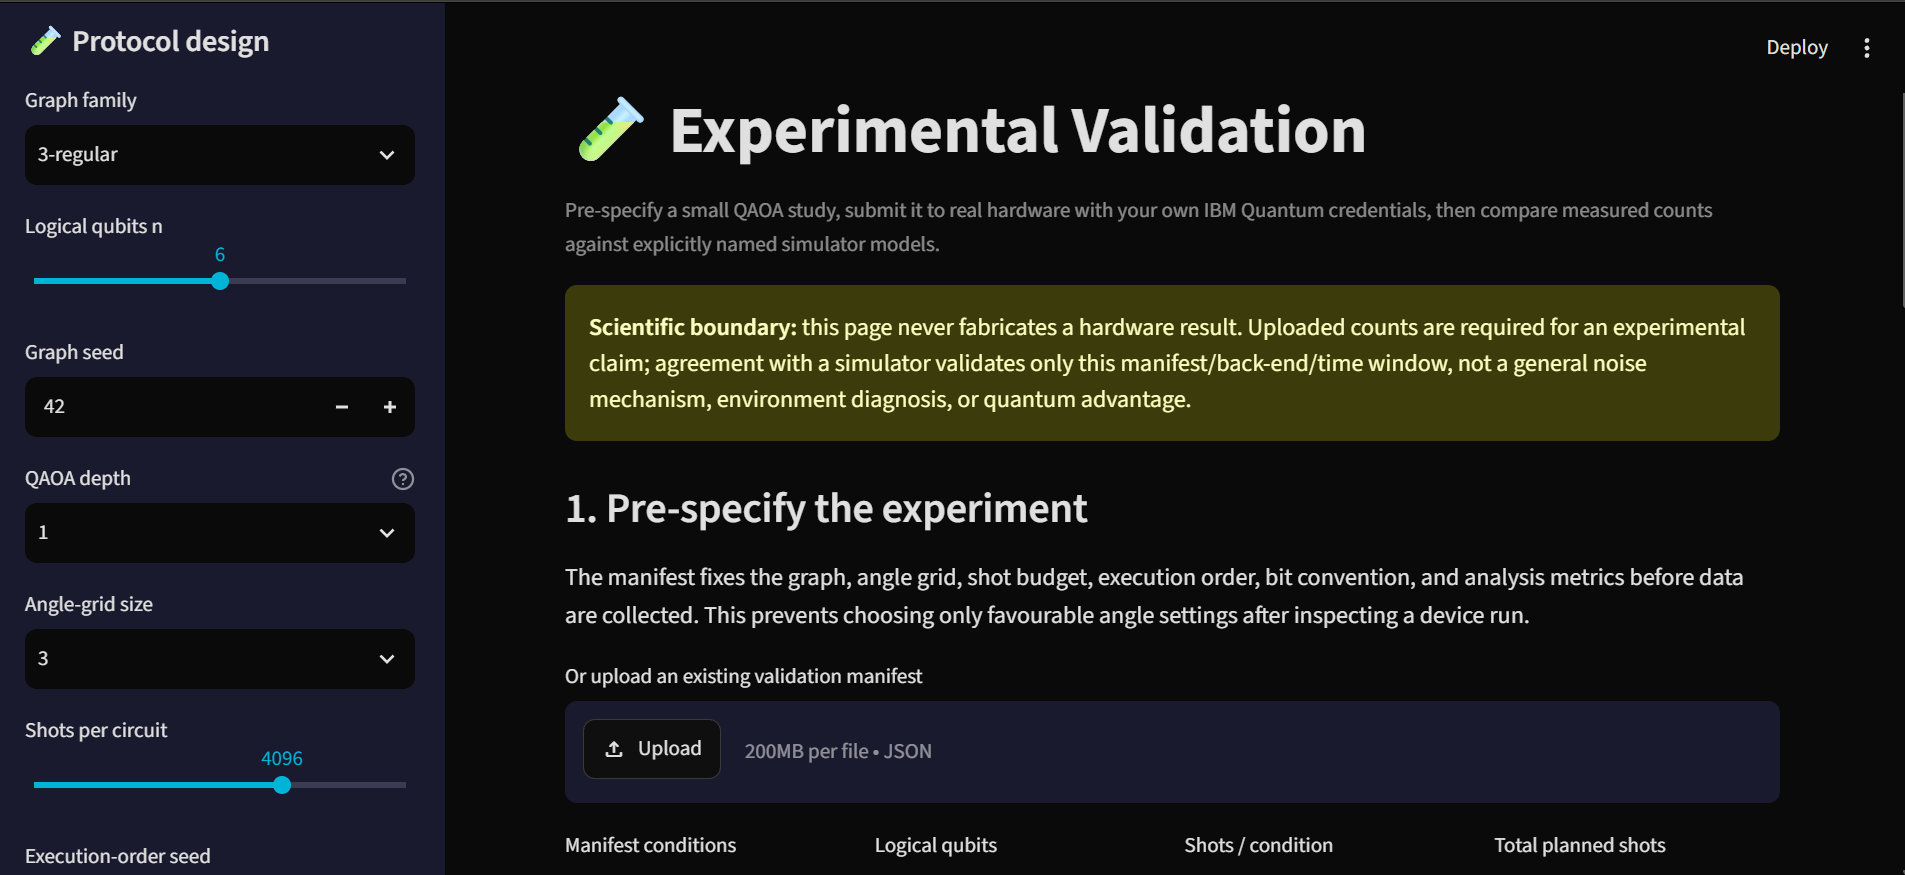 Protocol design
Graph family
3-regular
Logical qubits n
6
Graph seed
42
QAOA depth
1
Angle-grid size
3
Shots per circuit
4096
Execution-order seed
Deploy
Experimental Validation
Pre-specify a small QAOA study, submit it to real hardware with your own IBM Quantum credentials, then compare measured counts
against explicitly named simulator models.
Scientific boundary: this page never fabricates a hardware result. Uploaded counts are required for an experimental
claim; agreement with a simulator validates only this manifest/back-end/time window, not a general noise
mechanism, environment diagnosis, or quantum advantage.
1. Pre-specify the experiment
The manifest fixes the graph, angle grid, shot budget, execution order, bit convention, and analysis metrics before data
are collected. This prevents choosing only favourable angle settings after inspecting a device run.
Or upload an existing validation manifest
Upload
200MB per file • JSON
Manifest conditions
Logical qubits
Shots / condition
Total planned shots